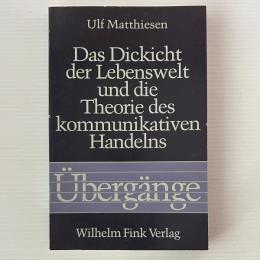 Ulf Matthiesen
Das Dickicht
der Lebenswelt
und die
Theorie des
kommunikativen
Handelns
Übergänge
Wilhelm Fink Verlag